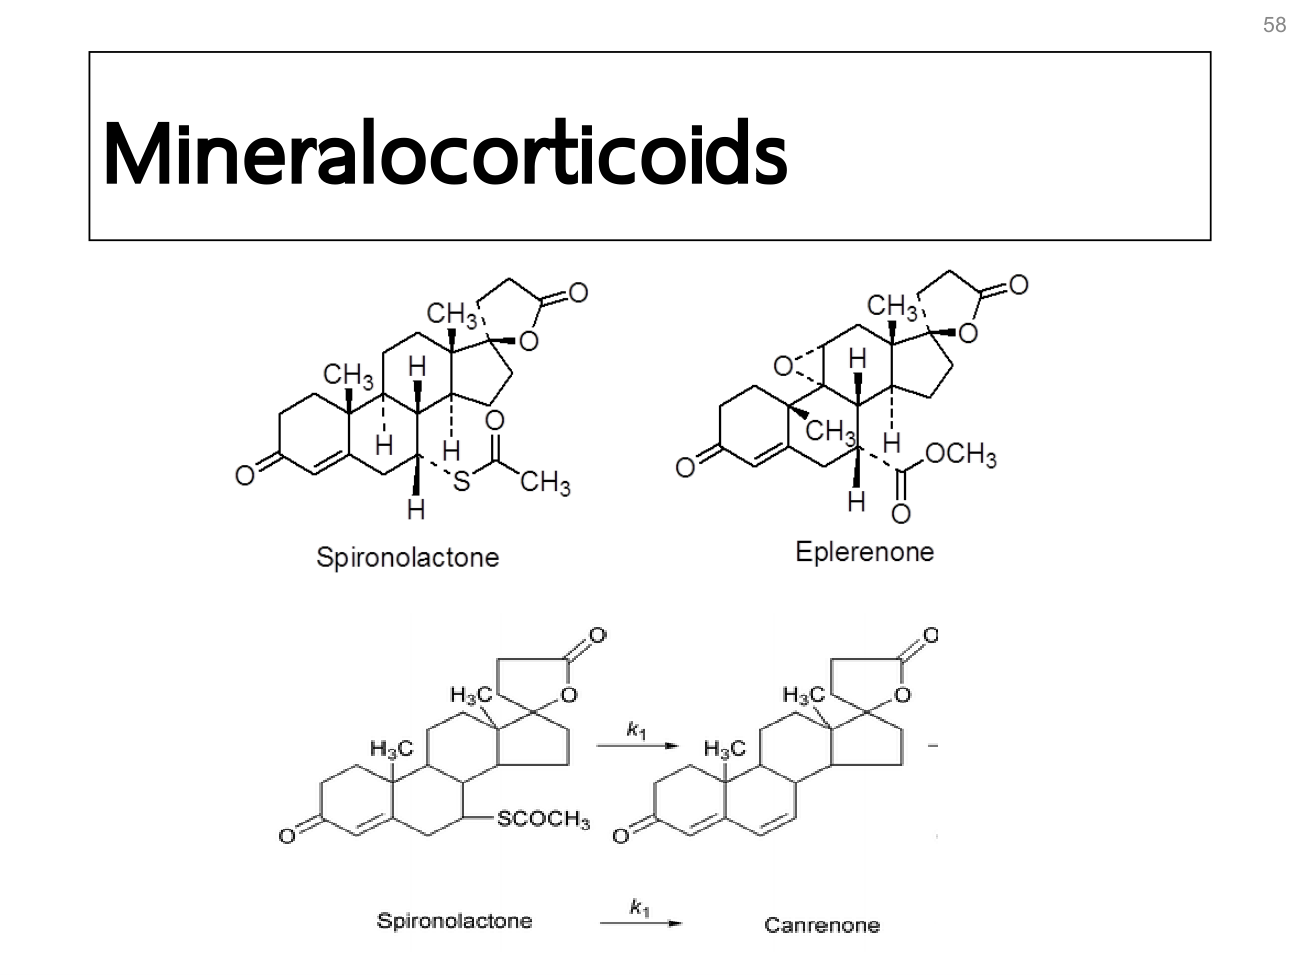 58
Mineralocorticoids
O
CH₃
O
CH₃
H
O
H
H
O
S
CH₃
H
Spironolactone
O
CH₃
O
H
O
CH₃
H
OCH₃
O
H
O
Eplerenone
O
H₃C
O
H₃C
SCOCH₃
O
k₁
O
H₃C
O
H₃C
O
Spironolactone
k₁
Canrenone